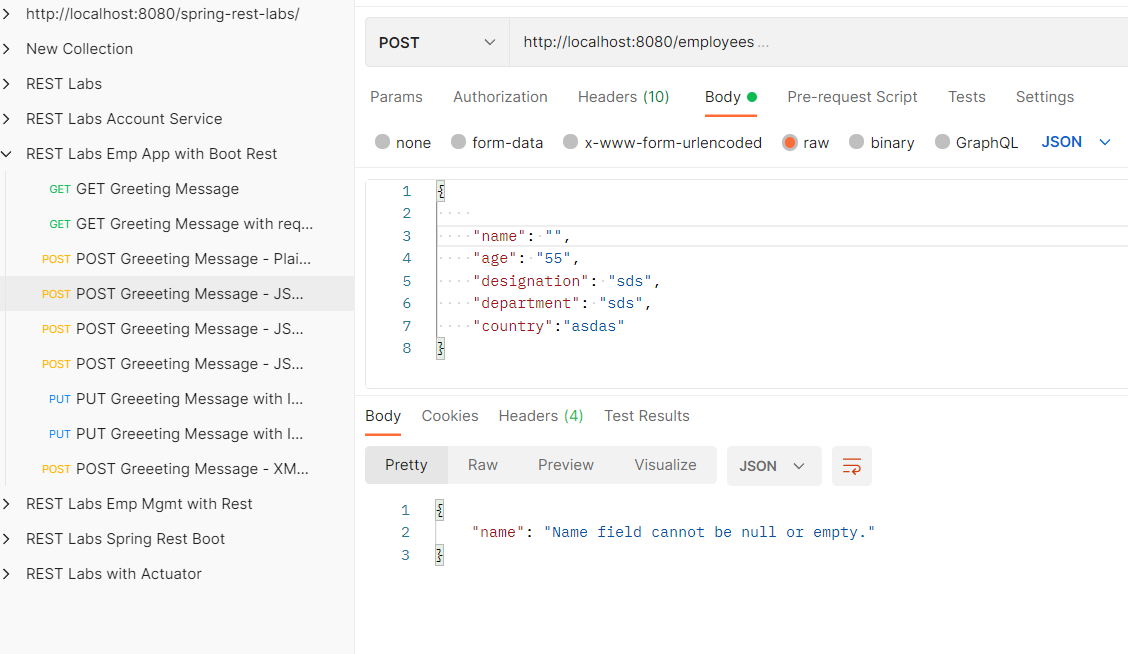 http://localhost:8080/spring-rest-labs/
New Collection
REST Labs
REST Labs Account Service
REST Labs Emp App with Boot Rest
GET GET Greeting Message
GET GET Greeting Message with req...
POST POST Greeeting Message - Plai...
POST POST Greeeting Message - JS...
POST POST Greeeting Message - JS...
POST POST Greeeting Message - JS...
PUT PUT Greeeting Message with I...
PUT PUT Greeeting Message with I...
POST POST Greeeting Message - XM...
REST Labs Emp Mgmt with Rest
REST Labs Spring Rest Boot
REST Labs with Actuator
POST http://localhost:8080/employees ...
Params Authorization Headers (10) Body Pre-request Script Tests Settings
none form-data x-www-form-urlencoded raw binary GraphQL JSON
1 {
2
3 "name": "",
4 "age": "55",
5 "designation": "sds",
6 "department": "sds",
7 "country":"asdas"
8 }
Body Cookies Headers (4) Test Results
Pretty Raw Preview Visualize JSON
1 {
2 "name": "Name field cannot be null or empty."
3 }